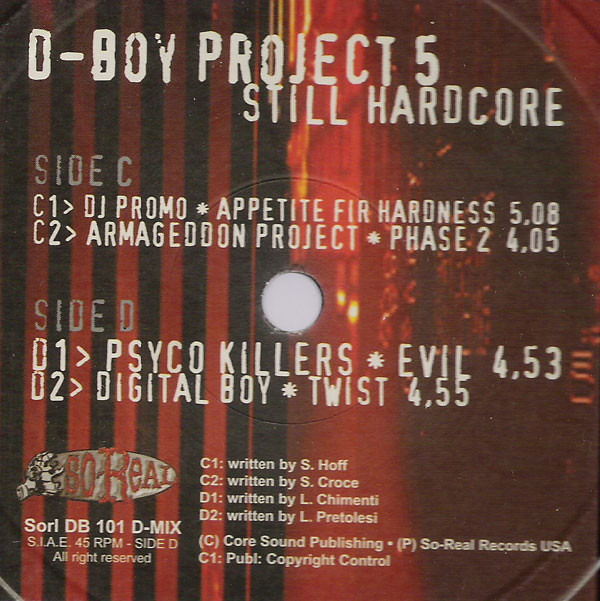 D-BOY PROJECT 5
STILL HARDCORE
SIDE C
C1> DJ PROMO * APPETITE FIR HARDNESS 5,08
C2> ARMAGEDDON PROJECT * PHASE 2 4,05
SIDE D
D1> PSYCO KILLERS * EVIL 4,53
D2> DIGITAL BOY * TWIST 4,55
SO-REAL
Sorl DB 101 D-MIX
S.I.A.E. 45 RPM - SIDE D
All right reserved
C1: written by S. Hoff
C2: written by S. Croce
D1: written by L. Chimenti
D2: written by L. Pretolesi
(C) Core Sound Publishing • (P) So-Real Records USA
C1: Publ: Copyright Control